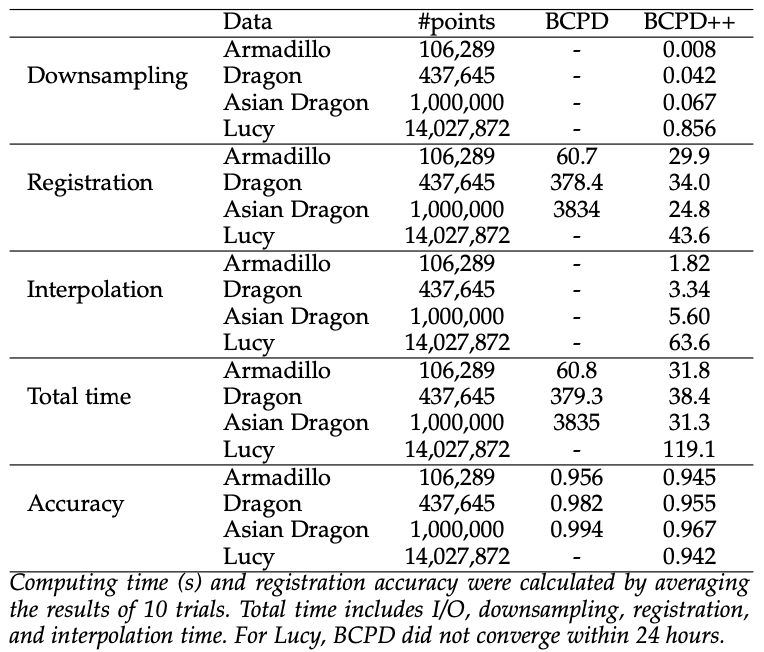 Data #points BCPD BCPD++
Armadillo 106,289 - 0.008
Downsampling Dragon 437,645 - 0.042
Asian Dragon 1,000,000 - 0.067
Lucy 14,027,872 - 0.856
Armadillo 106,289 60.7 29.9
Registration Dragon 437,645 378.4 34.0
Asian Dragon 1,000,000 3834 24.8
Lucy 14,027,872 - 43.6
Armadillo 106,289 - 1.82
Interpolation Dragon 437,645 - 3.34
Asian Dragon 1,000,000 - 5.60
Lucy 14,027,872 - 63.6
Armadillo 106,289 60.8 31.8
Total time Dragon 437,645 379.3 38.4
Asian Dragon 1,000,000 3835 31.3
Lucy 14,027,872 - 119.1
Armadillo 106,289 0.956 0.945
Accuracy Dragon 437,645 0.982 0.955
Asian Dragon 1,000,000 0.994 0.967
Lucy 14,027,872 - 0.942
Computing time (s) and registration accuracy were calculated by averaging
the results of 10 trials. Total time includes I/O, downsampling, registration,
and interpolation time. For Lucy, BCPD did not converge within 24 hours.